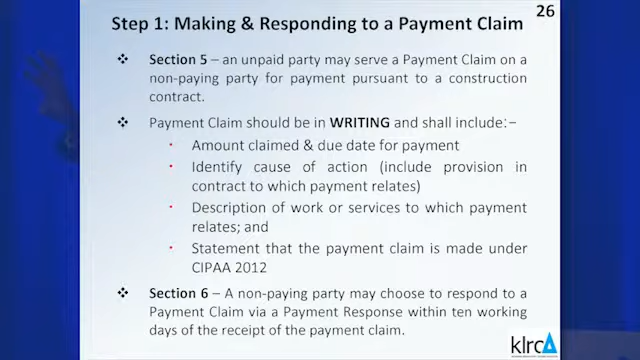 26
Step 1: Making & Responding to a Payment Claim
❖ Section 5 – an unpaid party may serve a Payment Claim on a
non-paying party for payment pursuant to a construction
contract.
❖ Payment Claim should be in WRITING and shall include:–
• Amount claimed & due date for payment
• Identify cause of action (include provision in
contract to which payment relates)
• Description of work or services to which payment
relates; and
• Statement that the payment claim is made under
CIPAA 2012
❖ Section 6 – A non-paying party may choose to respond to a
Payment Claim via a Payment Response within ten working
days of the receipt of the payment claim.
klrcA